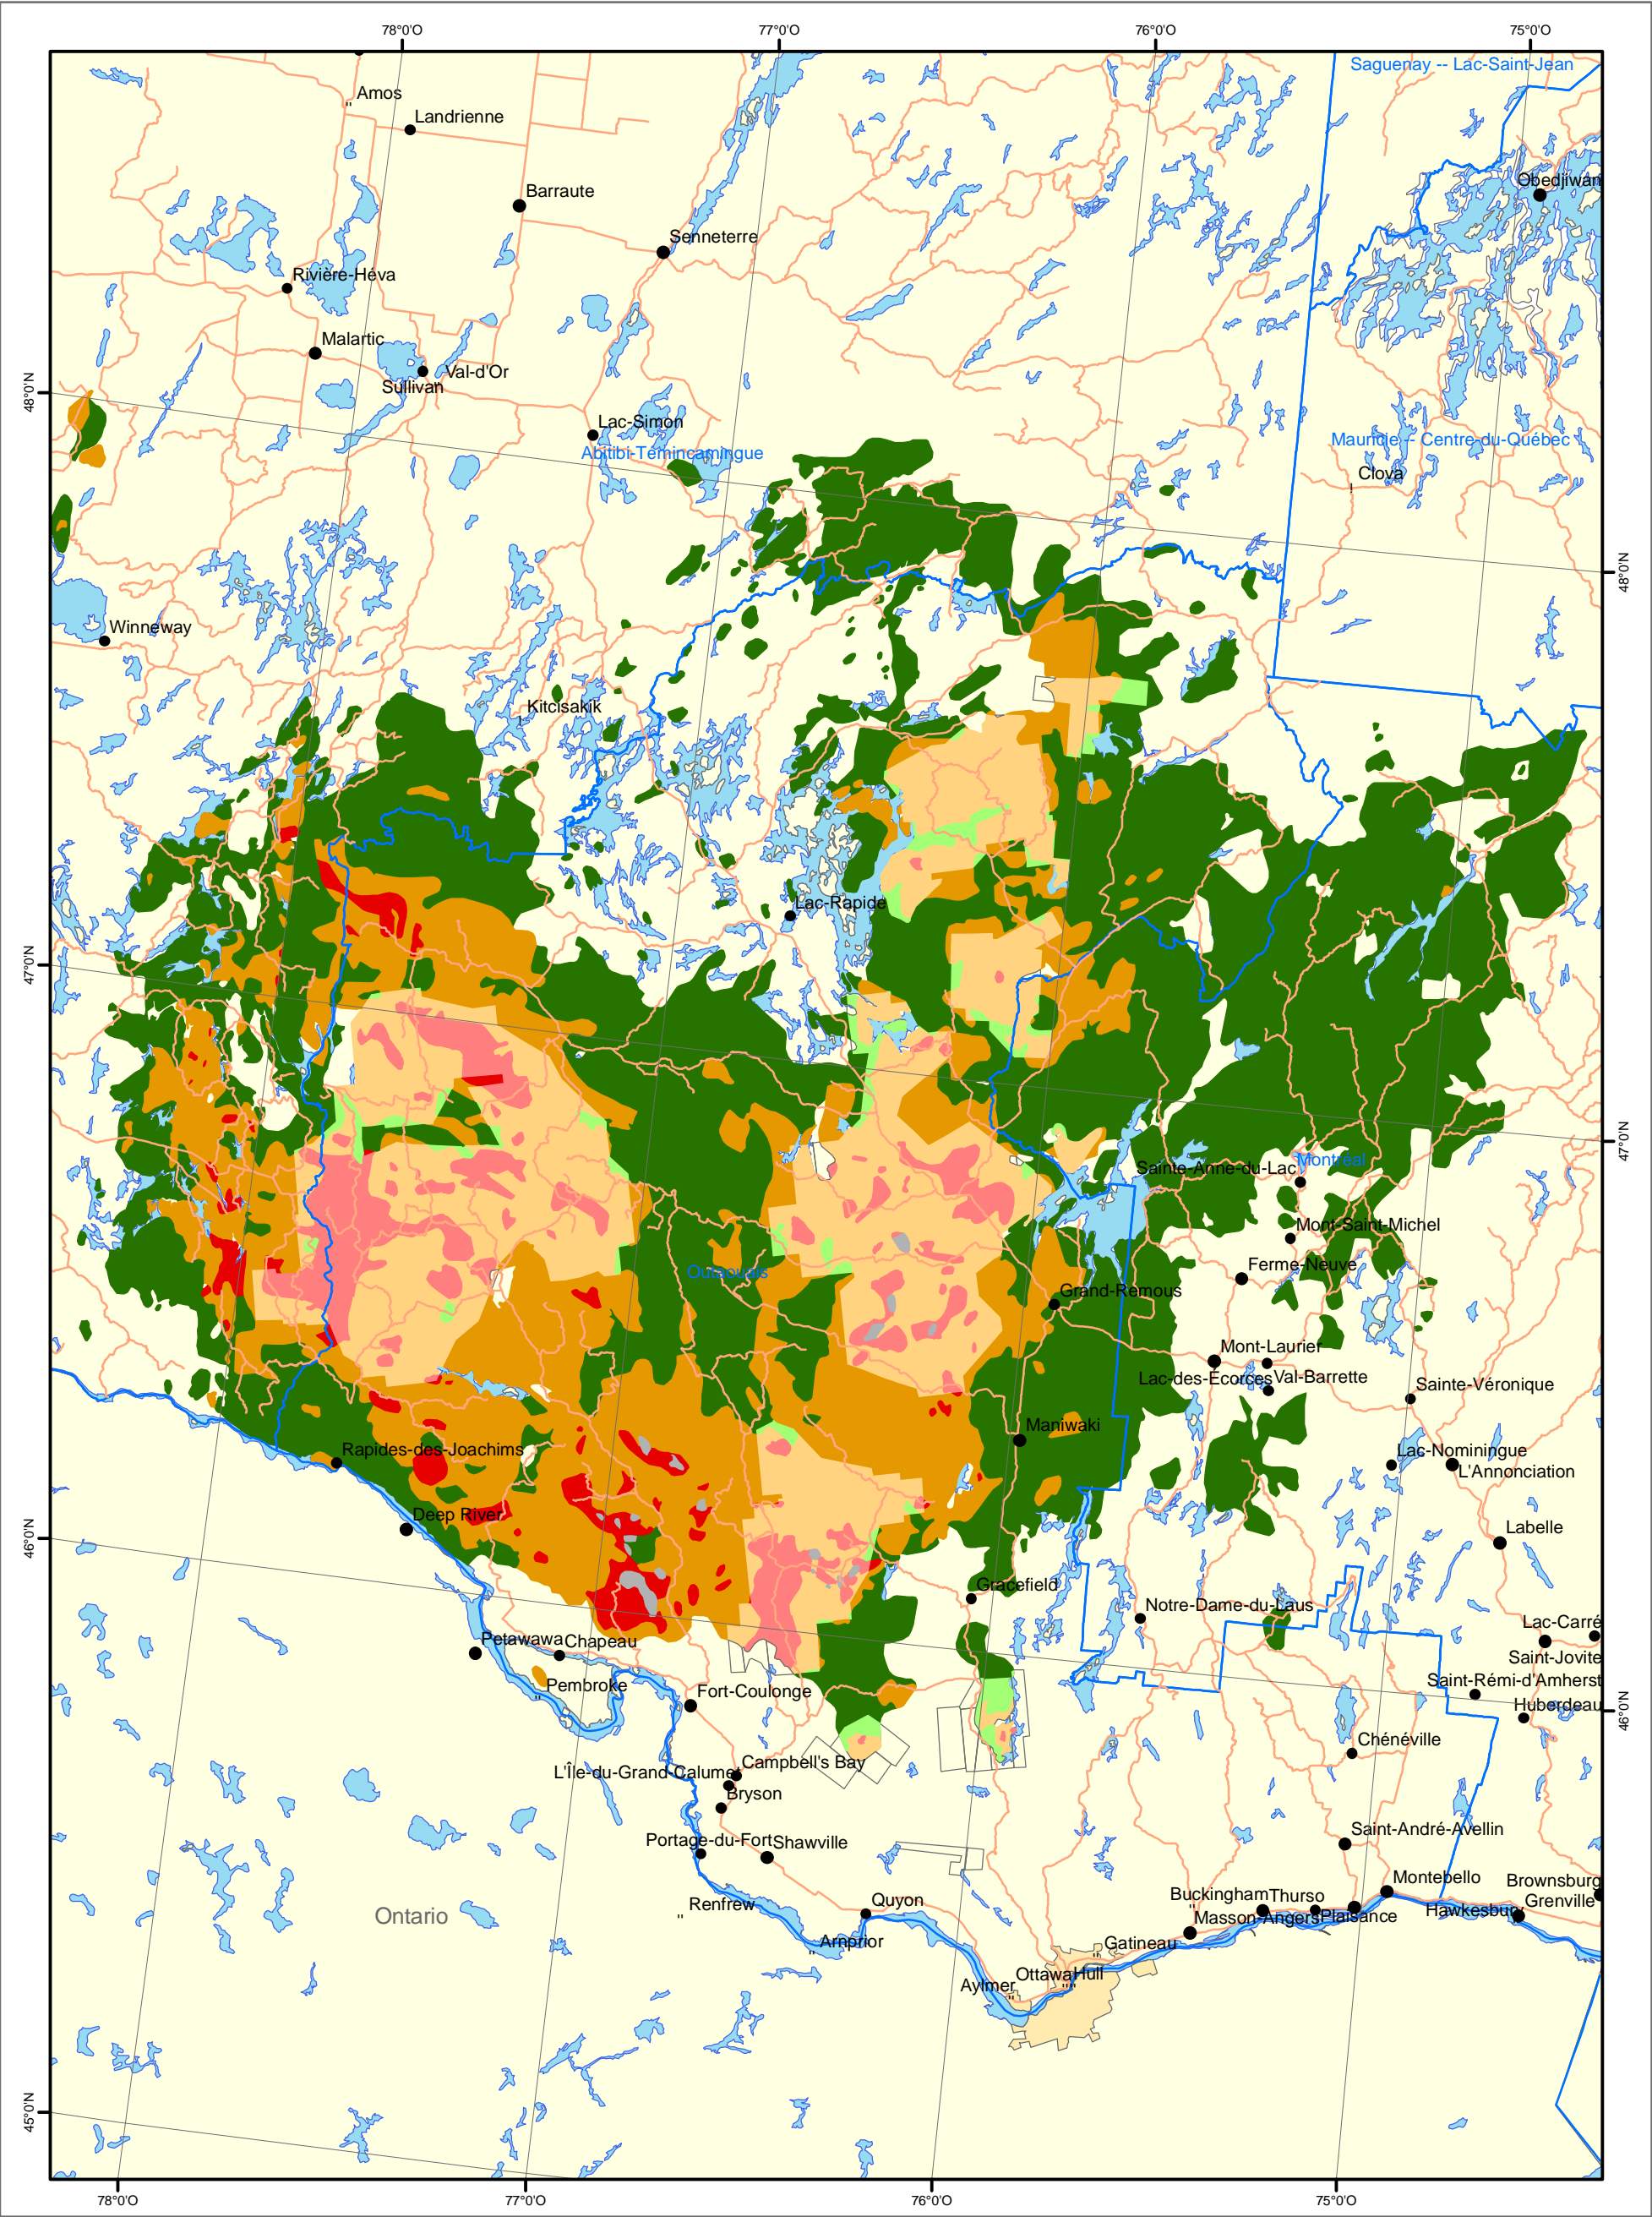 78°0'O 77°0'O 76°0'O 75°0'O
Saguenay -- Lac-Saint-Jean
Amos
Landrienne
Obedjiwan
Barraute
Senneterre
Rivière-Héva
Malartic
Val-d'Or
Sullivan
48°0'N
Lac-Simon
Mauricie -- Centre-du-Québec
Abitibi-Témincamingue
Clova
48°0'N
Winneway
Kitcisakik
Lac-Rapide
47°0'N
47°0'N
Montréal
Sainte-Anne-du-Lac
Mont-Saint-Michel
Ferme-Neuve
Outaouais
Grand-Remous
Mont-Laurier
Lac-des-Écorces Val-Barrette
Sainte-Véronique
Maniwaki
Rapides-des-Joachims
Lac-Nominingue
L'Annonciation
Deep River
Labelle
46°0'N
Gracefield
Notre-Dame-du-Laus
Lac-Carré
Petawawa Chapeau
Saint-Jovite
Saint-Rémi-d'Amherst
Pembroke
Fort-Coulonge
Huberdeau
46°0'N
Chénéville
Campbell's Bay
L'Île-du-Grand-Calumet
Bryson
Saint-André-Avellin
Portage-du-Fort Shawville
Montebello
Brownsburg
Buckingham Thurso
Quyon
Renfrew
Grenville
Hawkesbury
Ontario
Masson-Angers Plaisance
Arnprior
Gatineau
Ottawa Hull
Aylmer
45°0'N
78°0'O 77°0'O 76°0'O 75°0'O